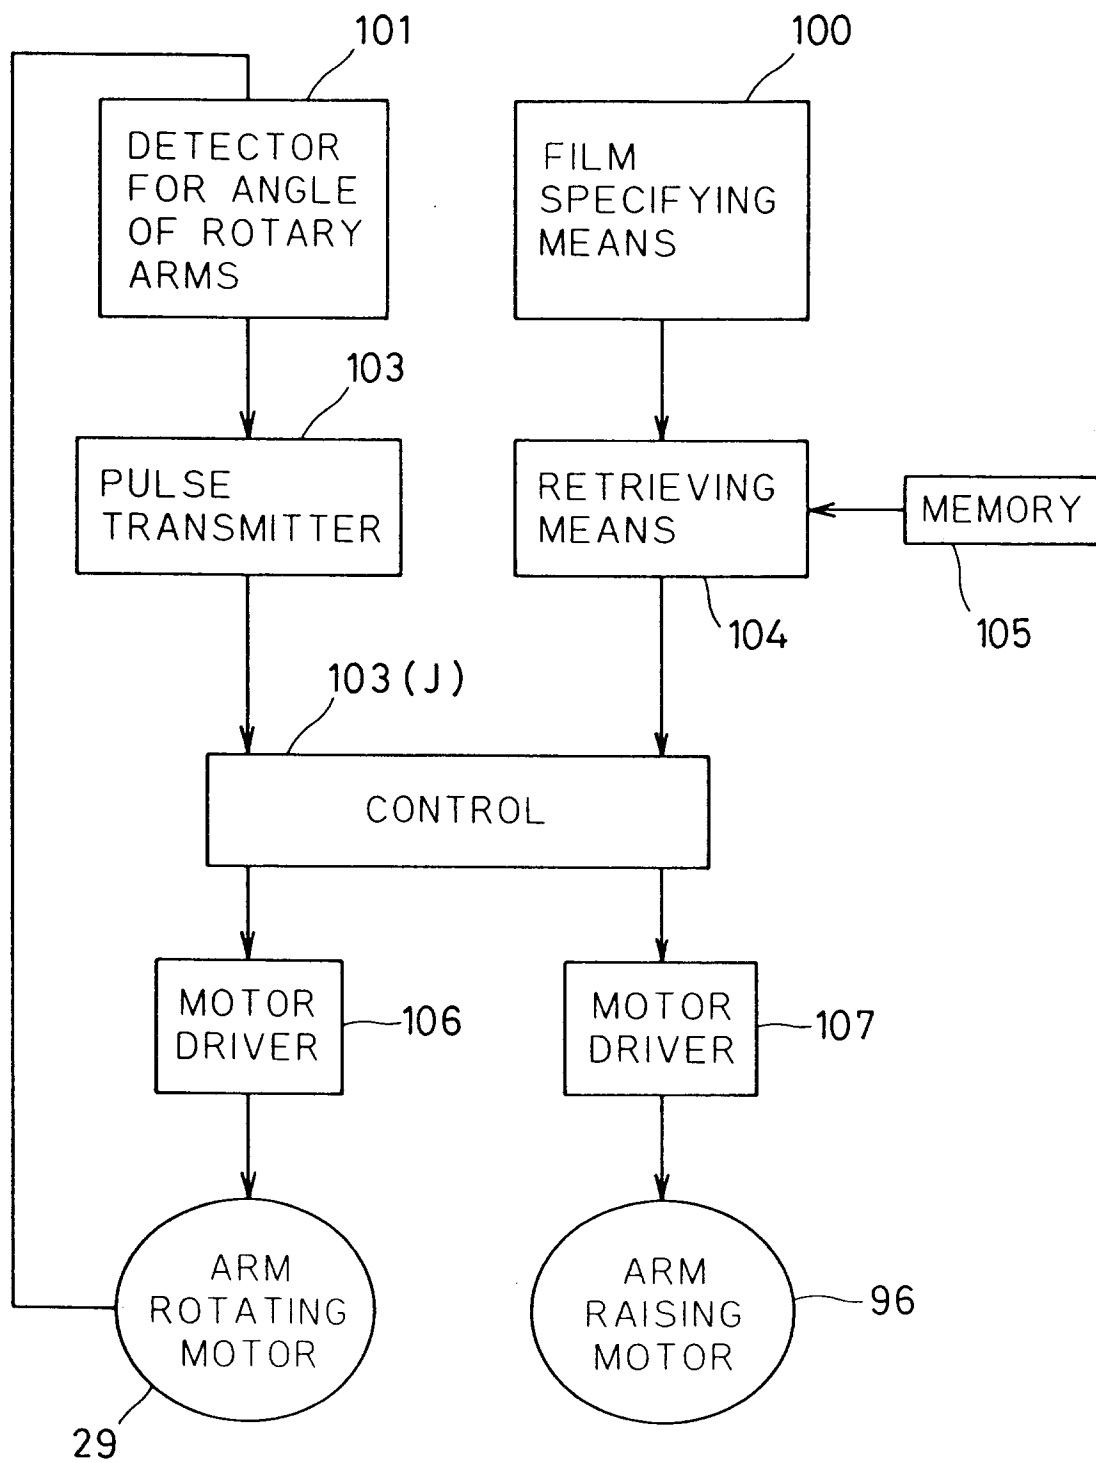 101
100
DETECTOR
FOR ANGLE
OF ROTARY
ARMS
FILM
SPECIFYING
MEANS
103
PULSE
TRANSMITTER
RETRIEVING
MEANS
MEMORY
104
105
103(J)
CONTROL
MOTOR
DRIVER
106
MOTOR
DRIVER
107
ARM
ROTATING
MOTOR
29
ARM
RAISING
MOTOR
96